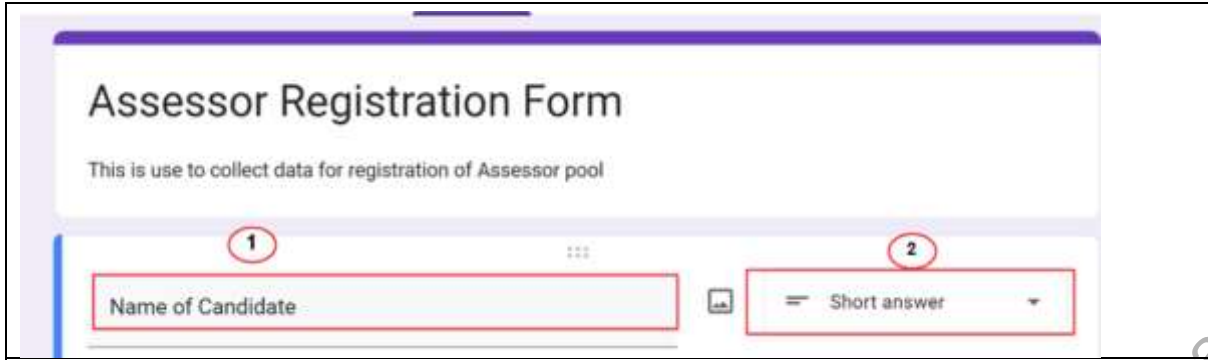 Assessor Registration Form
This is use to collect data for registration of Assessor pool
1
2
Name of Candidate
Short answer